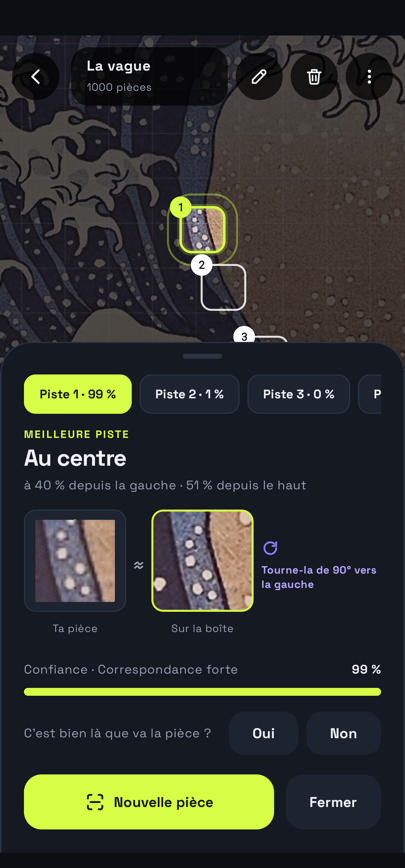 La vague
1000 pièces
1
2
3
Piste 1 · 99 %
Piste 2 · 1 %
Piste 3 · 0 %
P
MEILLEURE PISTE
Au centre
à 40 % depuis la gauche · 51 % depuis le haut
≈
Tourne-la de 90° vers
la gauche
Ta pièce
Sur la boîte
Confiance · Correspondance forte
99 %
C'est bien là que va la pièce ?
Oui
Non
Nouvelle pièce
Fermer